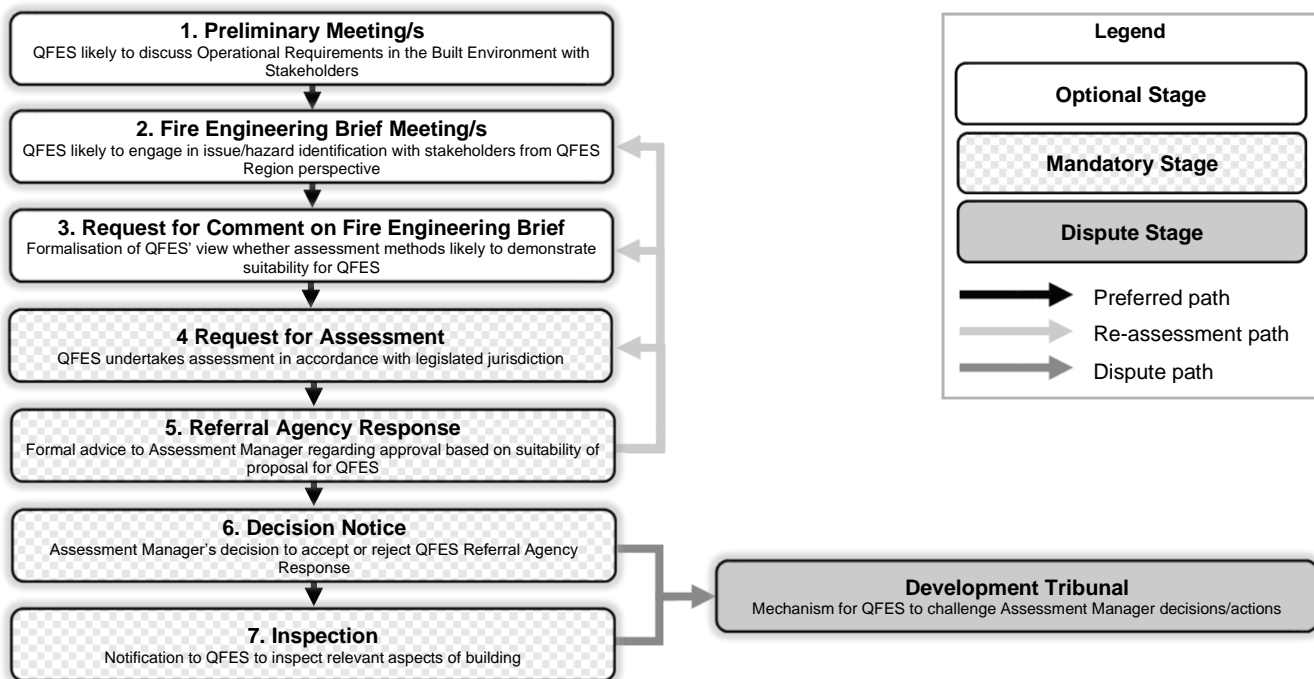 1. Preliminary Meeting/s
QFES likely to discuss Operational Requirements in the Built Environment with
Stakeholders
2. Fire Engineering Brief Meeting/s
QFES likely to engage in issue/hazard identification with stakeholders from QFES
Region perspective
3. Request for Comment on Fire Engineering Brief
Formalisation of QFES' view whether assessment methods likely to demonstrate
suitability for QFES
4 Request for Assessment
QFES undertakes assessment in accordance with legislated jurisdiction
5. Referral Agency Response
Formal advice to Assessment Manager regarding approval based on suitability of
proposal for QFES
6. Decision Notice
Assessment Manager's decision to accept or reject QFES Referral Agency
Response
7. Inspection
Notification to QFES to inspect relevant aspects of building
Legend
Optional Stage
Mandatory Stage
Dispute Stage
Preferred path
Re-assessment path
Dispute path
Development Tribunal
Mechanism for QFES to challenge Assessment Manager decisions/actions